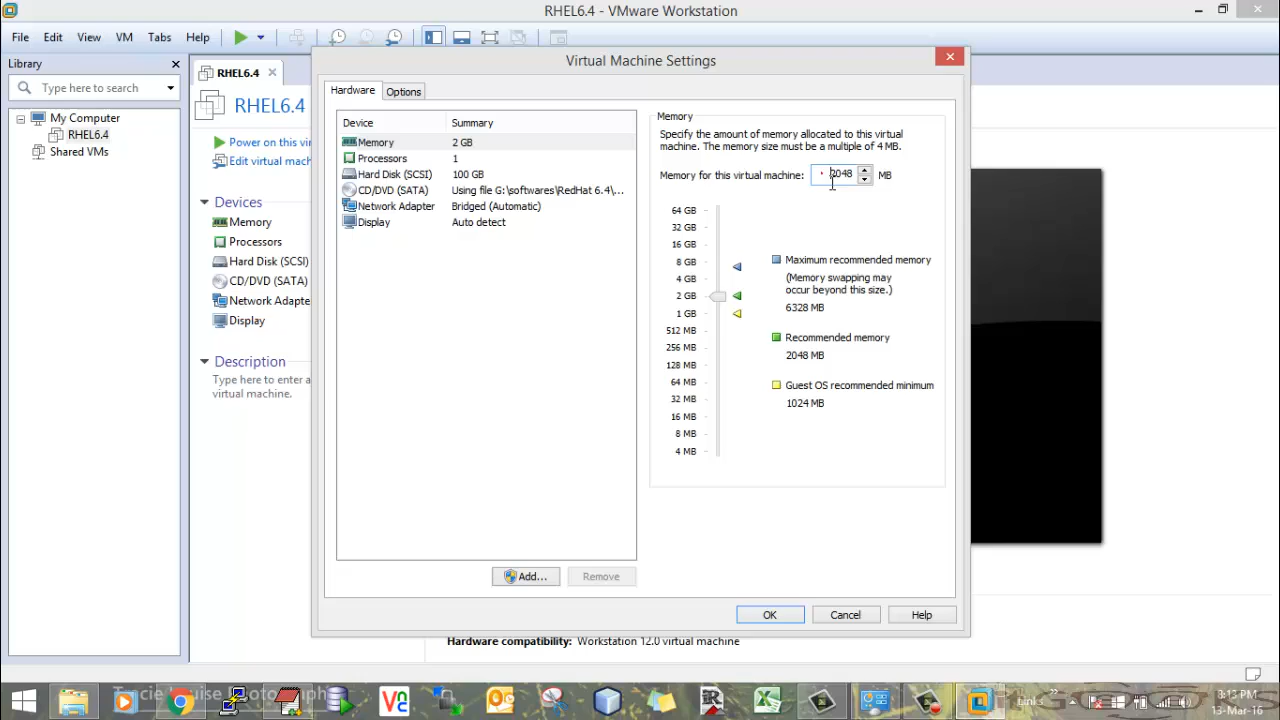 RHEL6.4 - VMware Workstation
File Edit View VM Tabs Help
Library
Type here to search
My Computer
RHEL6.4
Shared VMs
RHEL6.4
RHEL6.4
Power on this vi
Edit virtual mach
Devices
Memory
Processors
Hard Disk (SCSI)
CD/DVD (SATA)
Network Adapte
Display
Description
Type here to enter a
virtual machine.
Virtual Machine Settings
Hardware Options
Device Summary
Memory 2 GB
Processors 1
Hard Disk (SCSI) 100 GB
CD/DVD (SATA) Using file G:\softwares\RedHat 6.4\...
Network Adapter Bridged (Automatic)
Display Auto detect
Add... Remove
Memory
Specify the amount of memory allocated to this virtual
machine. The memory size must be a multiple of 4 MB.
Memory for this virtual machine: 2048 MB
64 GB
32 GB
16 GB
8 GB
4 GB
2 GB
1 GB
512 MB
256 MB
128 MB
64 MB
32 MB
16 MB
8 MB
4 MB
Maximum recommended memory
(Memory swapping may
occur beyond this size.)
6328 MB
Recommended memory
2048 MB
Guest OS recommended minimum
1024 MB
OK Cancel Help
Hardware compatibility: Workstation 12.0 virtual machine
Links
3:13 PM
13-Mar-16